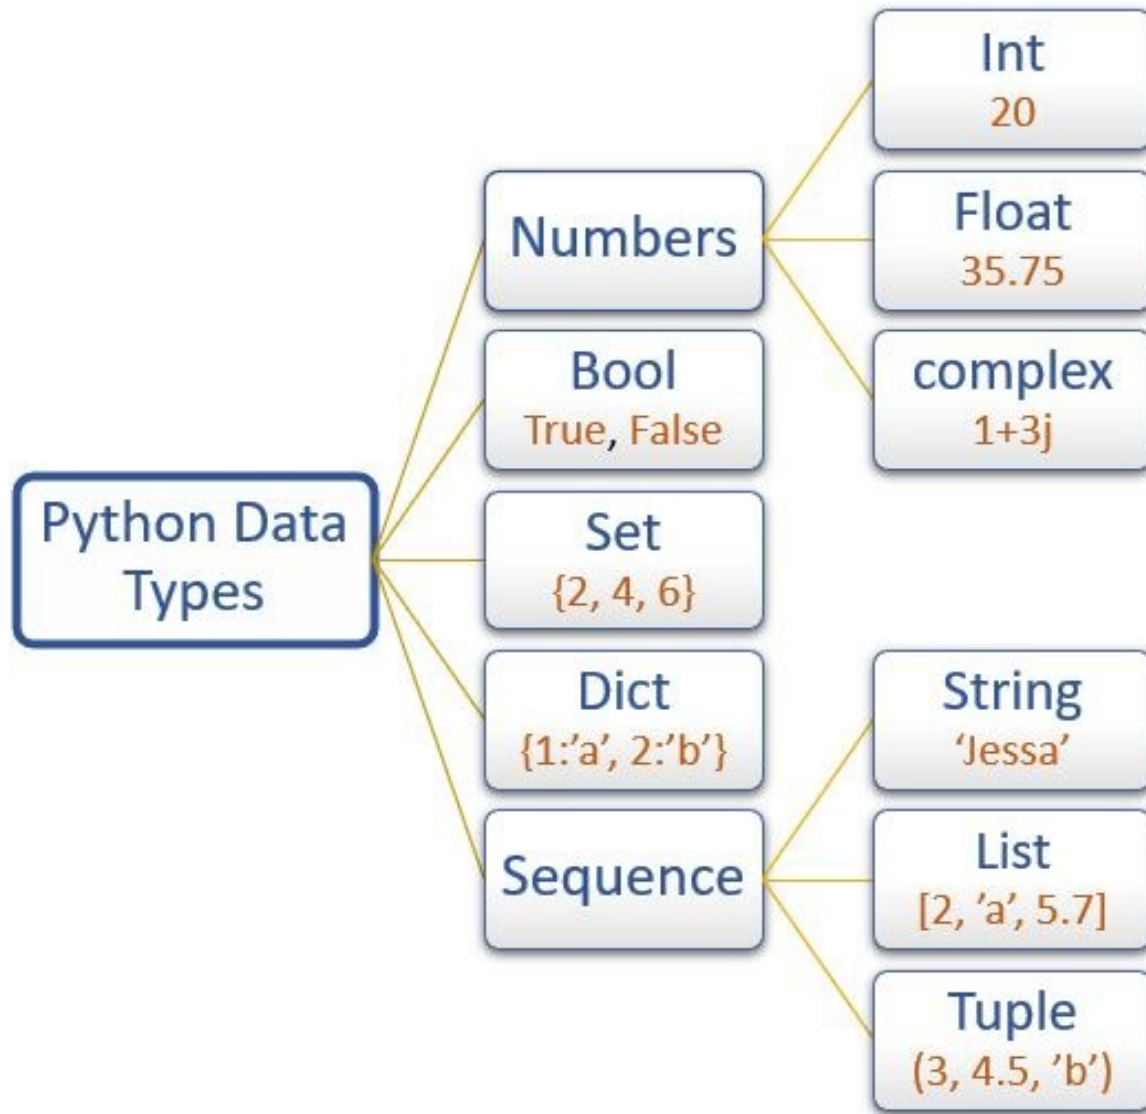 Python Data
Types
Numbers
Int
20
Float
35.75
complex
1+3j
Bool
True, False
Set
{2, 4, 6}
Dict
{1:’a’, 2:’b’}
Sequence
String
‘Jessa’
List
[2, ’a’, 5.7]
Tuple
(3, 4.5, ’b’)